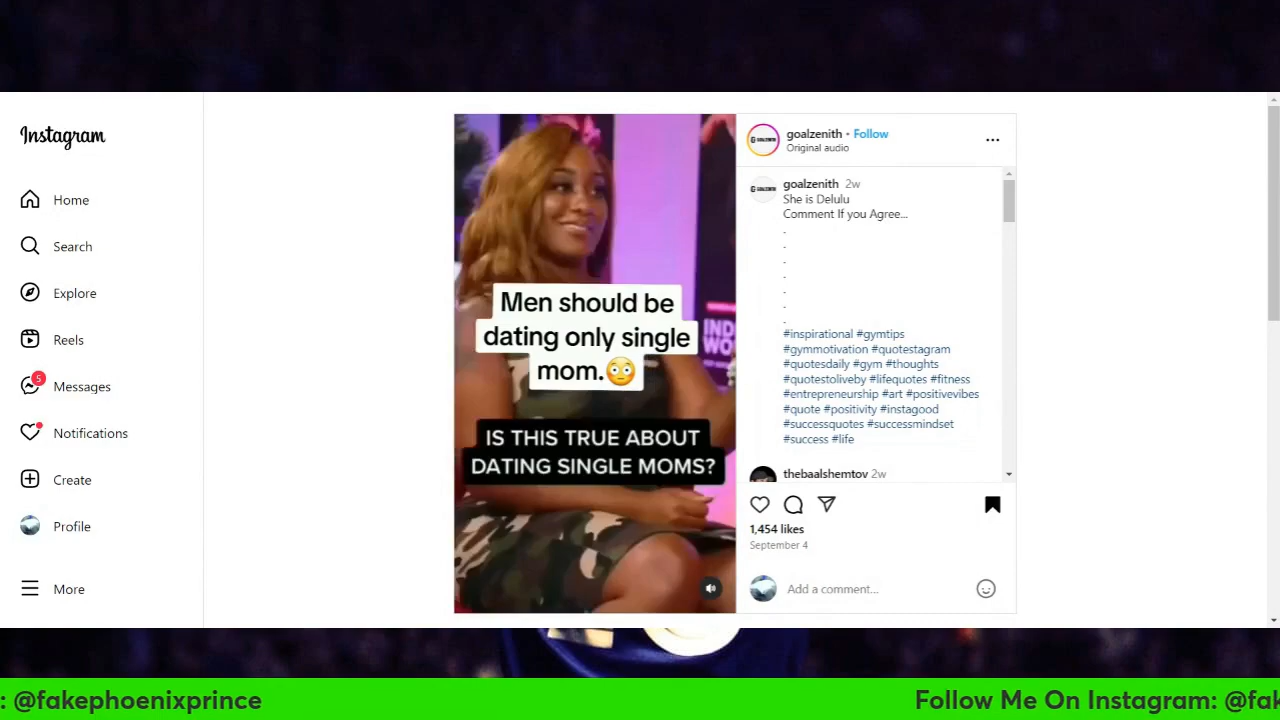 Instagram
Home
Search
Explore
Reels
5
Messages
Notifications
Create
Profile
More
Men should be
dating only single
mom.😳
IS THIS TRUE ABOUT
DATING SINGLE MOMS?
goalzenith • Follow
Original audio
goalzenith 2w
She is Delulu
Comment If you Agree...
.
.
.
.
.
.
.
#inspirational #gymtips
#gymmotivation #quotestagram
#quotesdaily #gym #thoughts
#quotestoliveby #lifequotes #fitness
#entrepreneurship #art #positivevibes
#quote #positivity #instagood
#successquotes #successmindset
#success #life
thebaalshemtov 2w
1,454 likes
September 4
Add a comment...
: @fakephoenixprince
Follow Me On Instagram: @fak